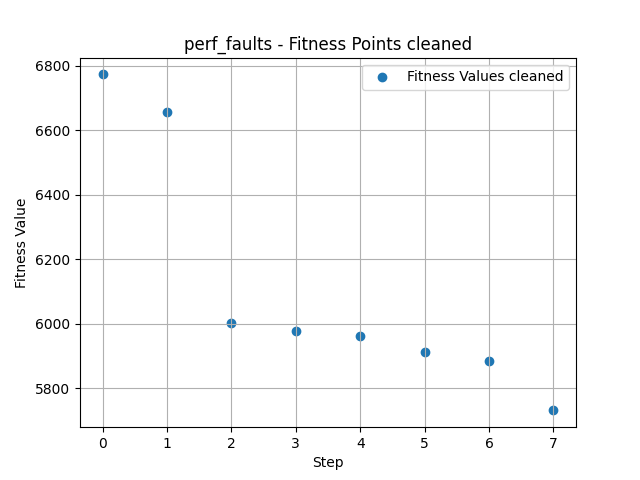 perf_faults - Fitness Points cleaned
Fitness Values cleaned
Fitness Value
6800
6600
6400
6200
6000
5800
0 1 2 3 4 5 6 7
Step